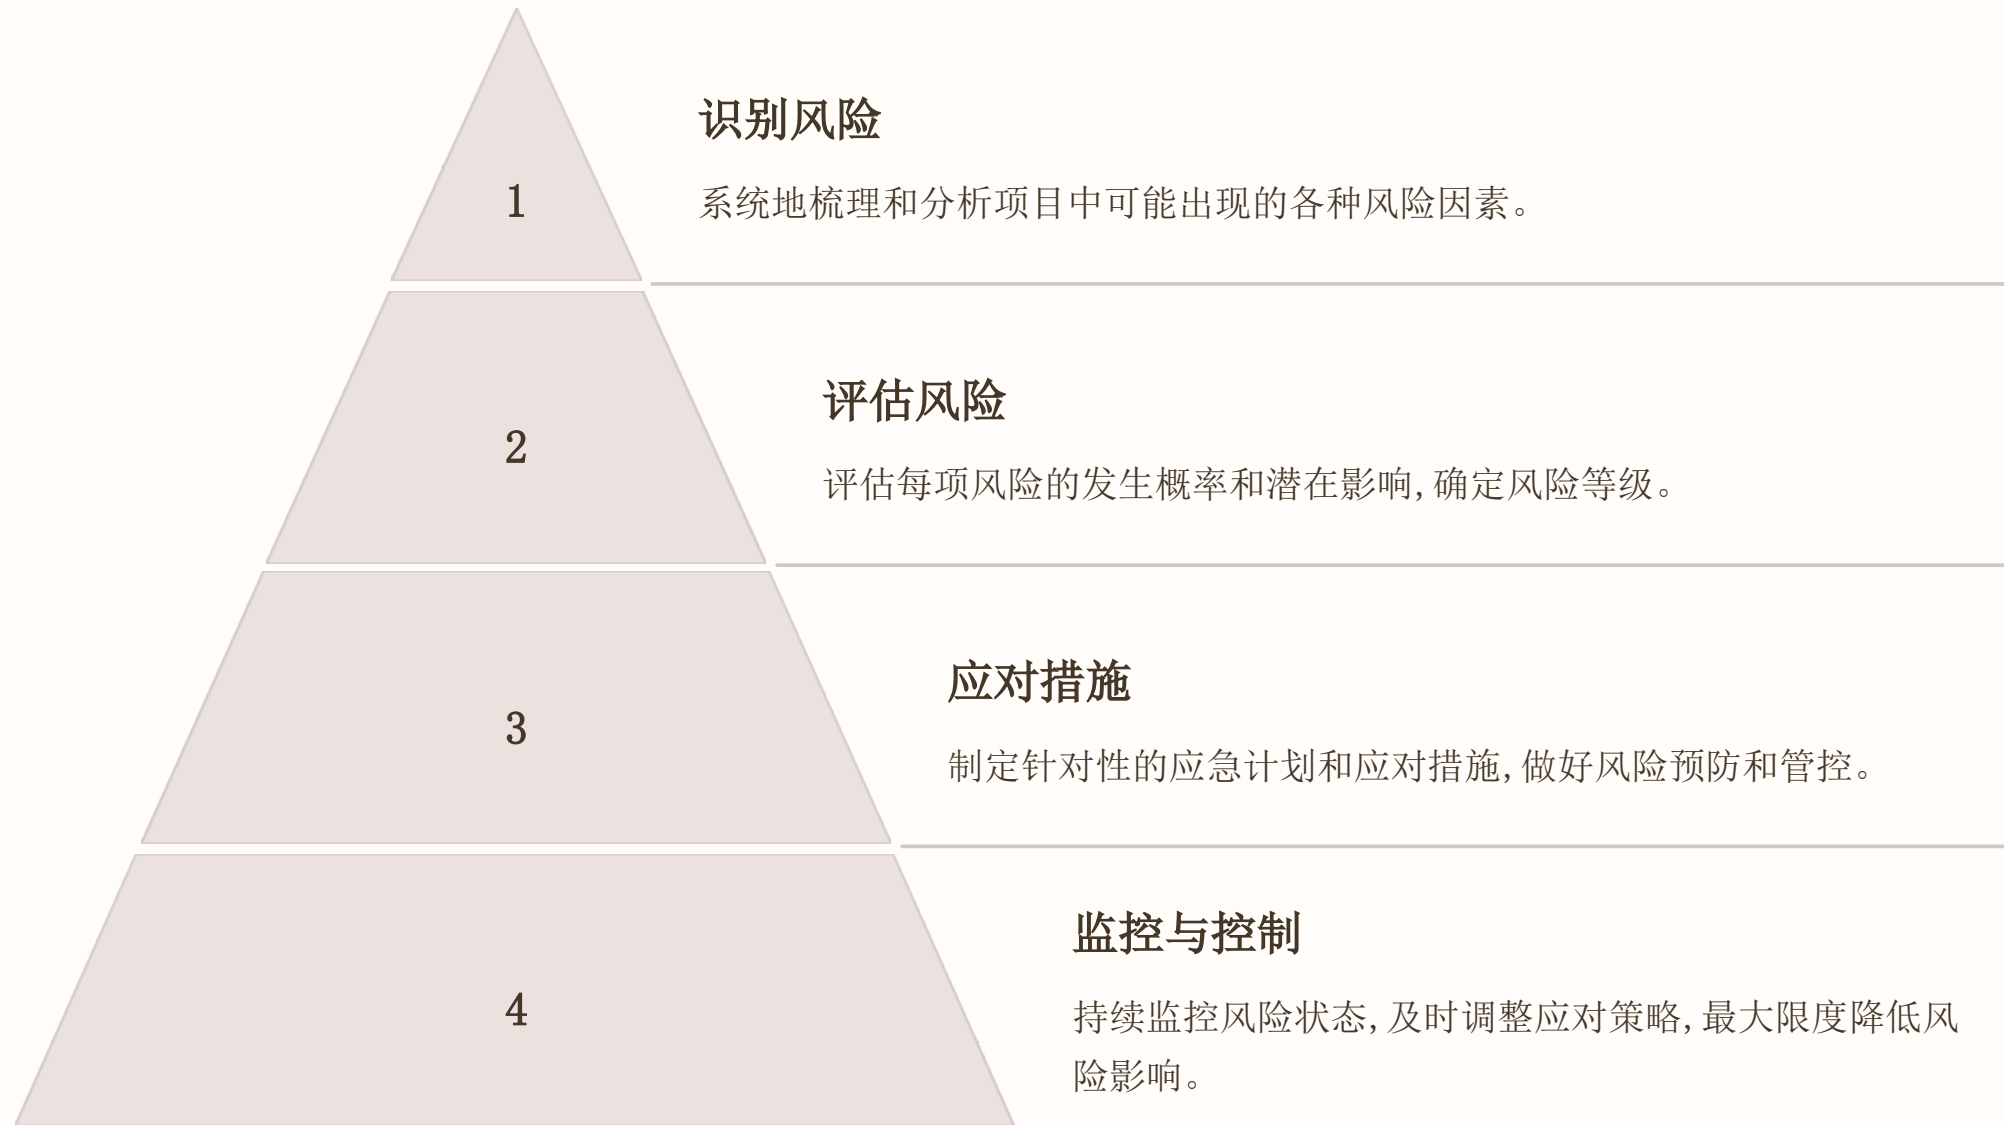 1
识别风险
系统地梳理和分析项目中可能出现的各种风险因素。
2
评估风险
评估每项风险的发生概率和潜在影响,确定风险等级。
3
应对措施
制定针对性的应急计划和应对措施,做好风险预防和管控。
4
监控与控制
持续监控风险状态,及时调整应对策略,最大限度降低风
险影响。